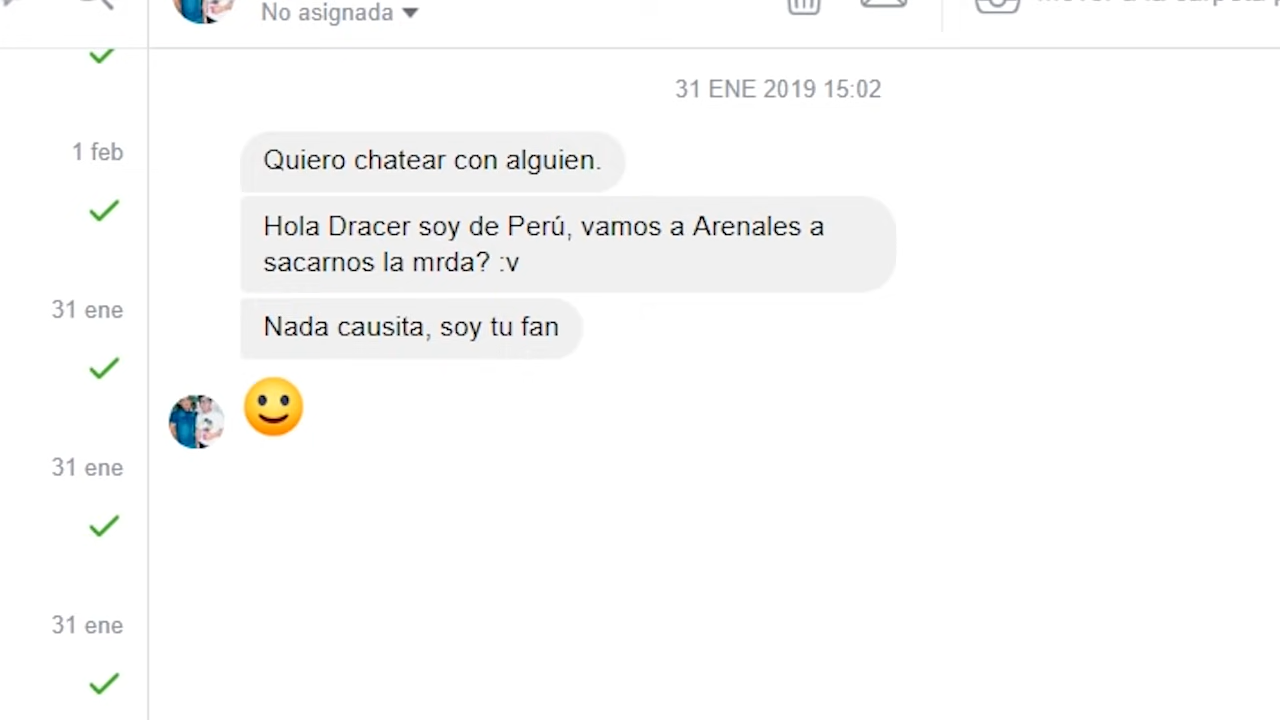 No asignada
31 ENE 2019 15:02
1 feb
Quiero chatear con alguien.
Hola Dracer soy de Perú, vamos a Arenales a
sacarnos la mrda? :v
31 ene
Nada causita, soy tu fan
31 ene
31 ene